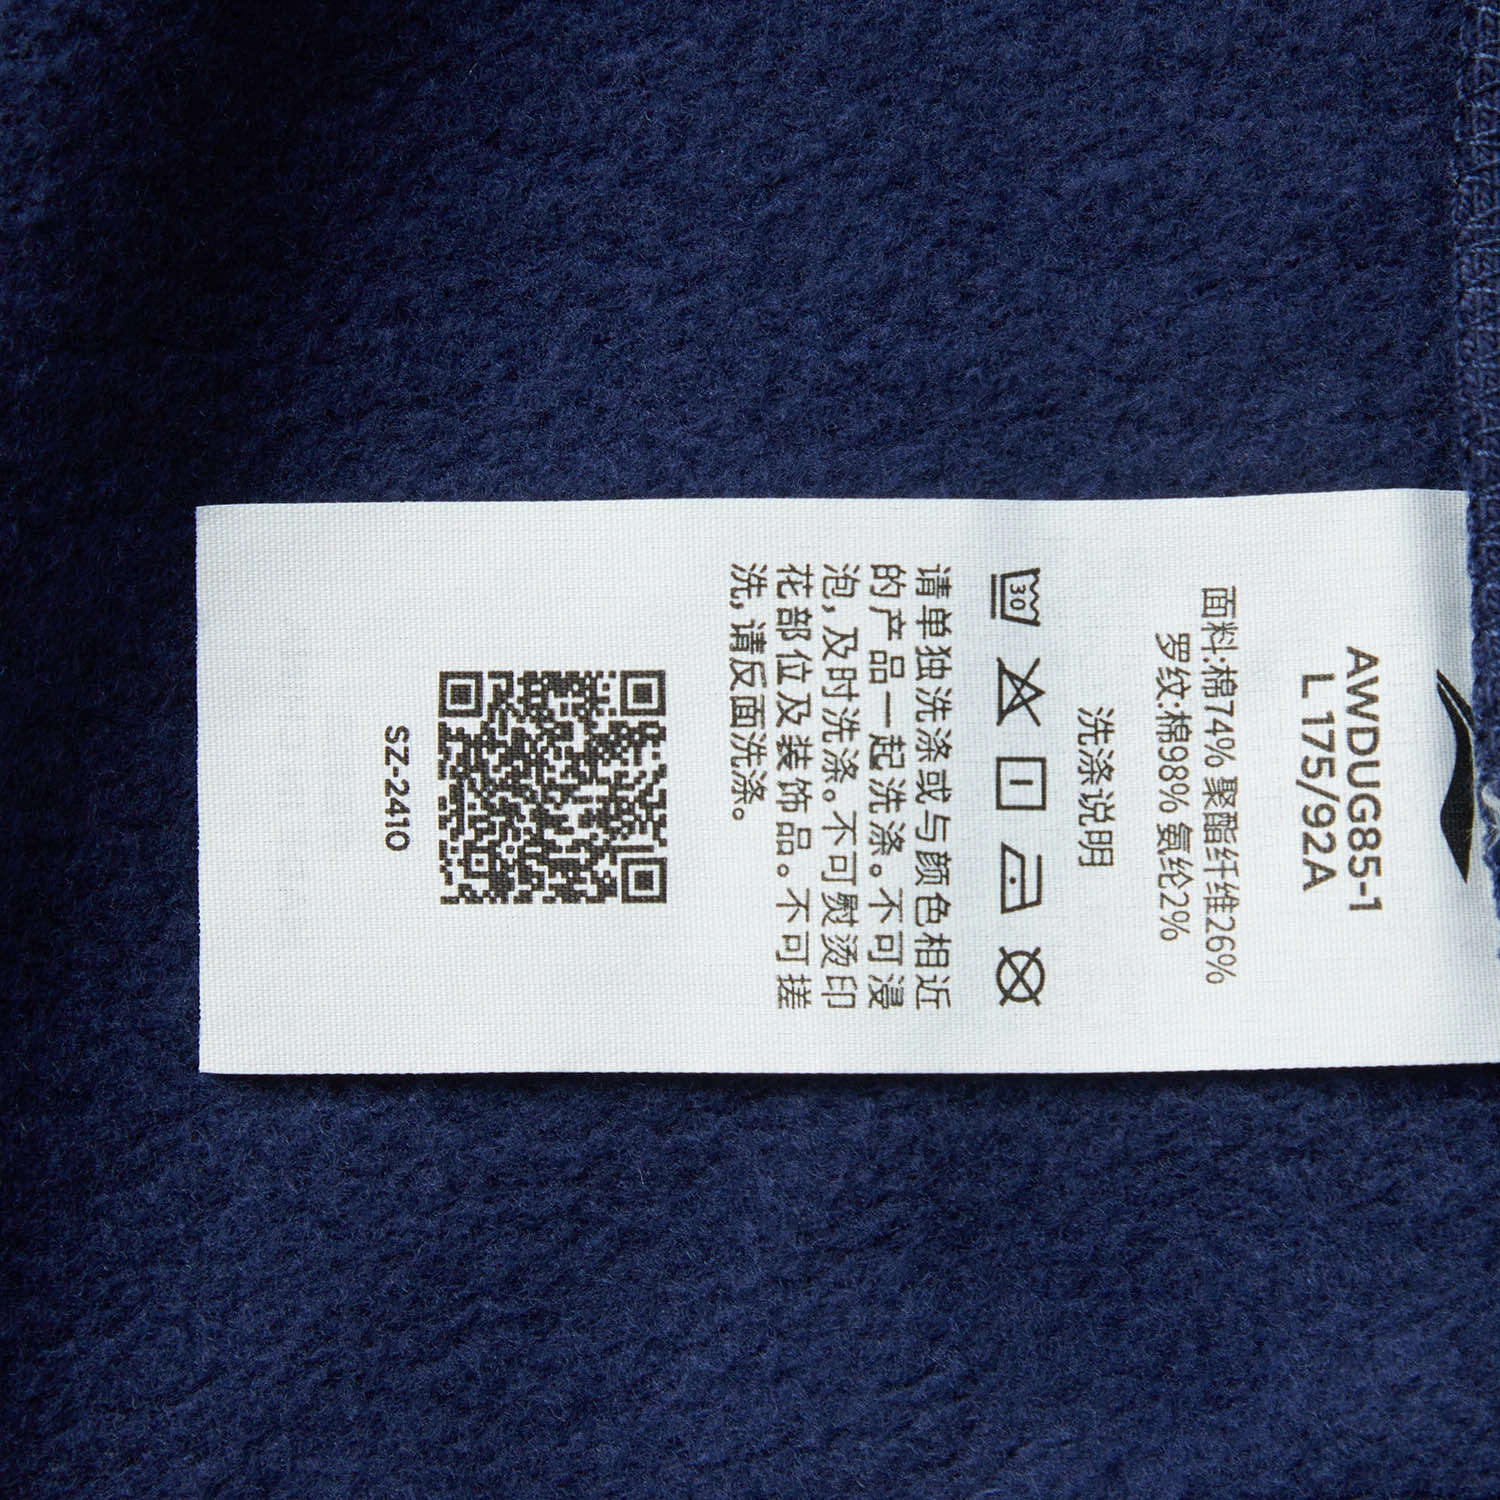 AWDUG85-1
L 175/92A
面料:棉74% 聚酯纤维26%
罗纹:棉98% 氨纶2%
洗涤说明
30
请单独洗涤或与颜色相近
的产品一起洗涤。不可浸
泡,及时洗涤。不可熨烫印
花部位及装饰品。不可搓
洗,请反面洗涤。
SZ-2410